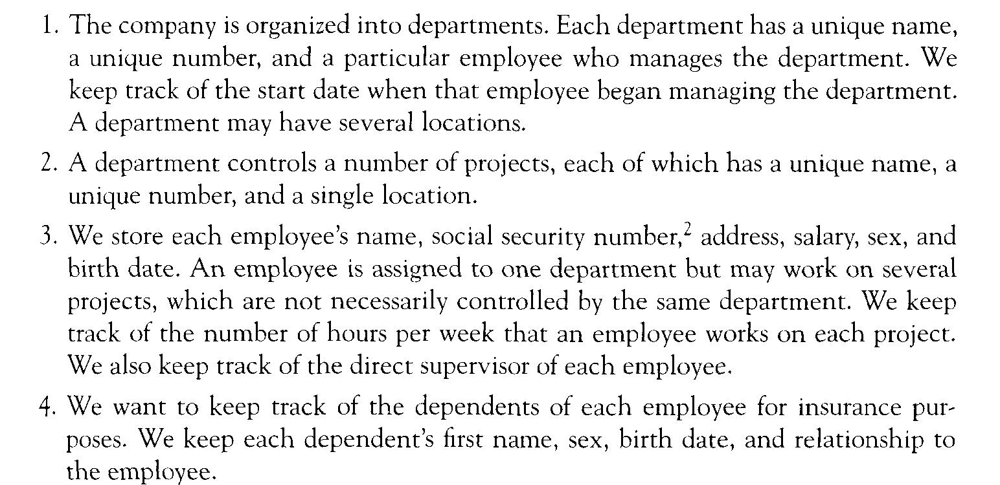 1. The company is organized into departments. Each department has a unique name,
a unique number, and a particular employee who manages the department. We
keep track of the start date when that employee began managing the department.
A department may have several locations.
2. A department controls a number of projects, each of which has a unique name, a
unique number, and a single location.
3. We store each employee's name, social security number,² address, salary, sex, and
birth date. An employee is assigned to one department but may work on several
projects, which are not necessarily controlled by the same department. We keep
track of the number of hours per week that an employee works on each project.
We also keep track of the direct supervisor of each employee.
4. We want to keep track of the dependents of each employee for insurance pur-
poses. We keep each dependent's first name, sex, birth date, and relationship to
the employee.